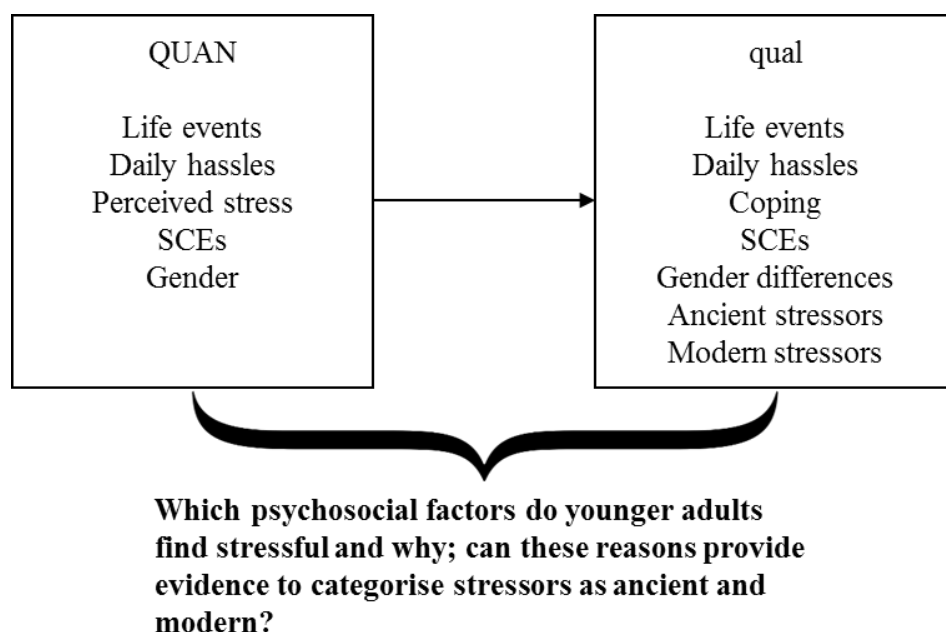 QUAN
Life events
Daily hassles
Perceived stress
SCEs
Gender
qual
Life events
Daily hassles
Coping
SCEs
Gender differences
Ancient stressors
Modern stressors
Which psychosocial factors do younger adults
find stressful and why; can these reasons provide
evidence to categorise stressors as ancient and
modern?